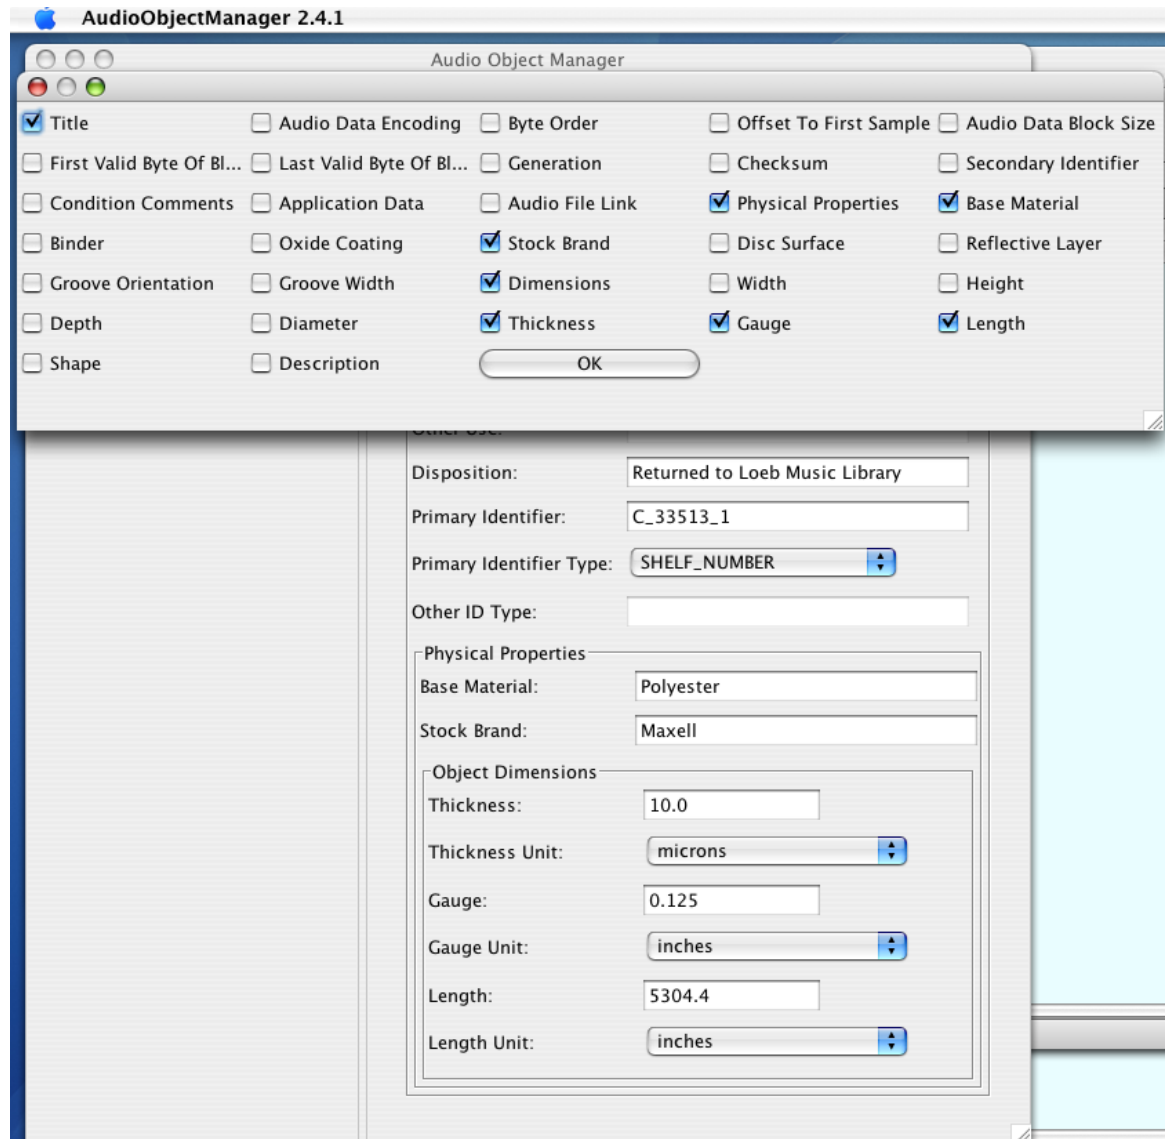 AudioObjectManager 2.4.1
Audio Object Manager
Title Audio Data Encoding Byte Order Offset To First Sample Audio Data Block Size
First Valid Byte Of Bl... Last Valid Byte Of Bl... Generation Checksum Secondary Identifier
Condition Comments Application Data Audio File Link Physical Properties Base Material
Binder Oxide Coating Stock Brand Disc Surface Reflective Layer
Groove Orientation Groove Width Dimensions Width Height
Depth Diameter Thickness Gauge Length
Shape Description OK
Other Use:
Disposition: Returned to Loeb Music Library
Primary Identifier: C_33513_1
Primary Identifier Type: SHELF_NUMBER
Other ID Type:
Physical Properties
Base Material: Polyester
Stock Brand: Maxell
Object Dimensions
Thickness: 10.0
Thickness Unit: microns
Gauge: 0.125
Gauge Unit: inches
Length: 5304.4
Length Unit: inches